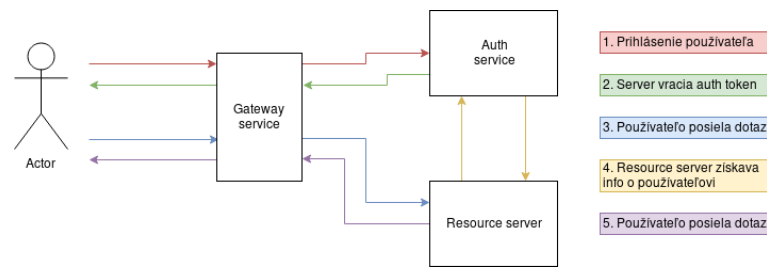 Auth
service
1. Prihlásenie používateľa
2. Server vracia auth token
Gateway
service
3. Používateľo posiela dotaz
Actor
4. Resource server získava
info o používateľovi
Resource server
5. Používateľo posiela dotaz